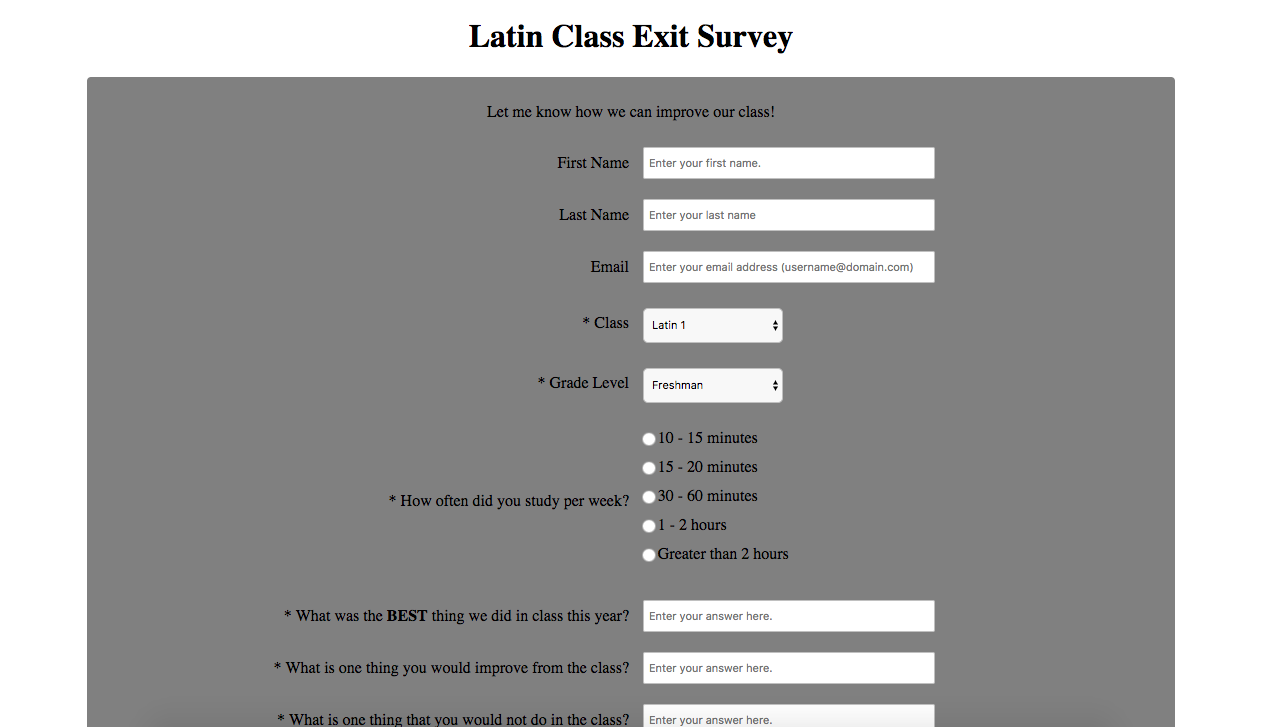 Latin Class Exit Survey
Let me know how we can improve our class!
First Name Enter your first name.
Last Name Enter your last name
Email Enter your email address (username@domain.com)
* Class Latin 1
* Grade Level Freshman
10 - 15 minutes
15 - 20 minutes
* How often did you study per week? 30 - 60 minutes
1 - 2 hours
Greater than 2 hours
* What was the BEST thing we did in class this year? Enter your answer here.
* What is one thing you would improve from the class? Enter your answer here.
* What is one thing that you would not do in the class? Enter your answer here.